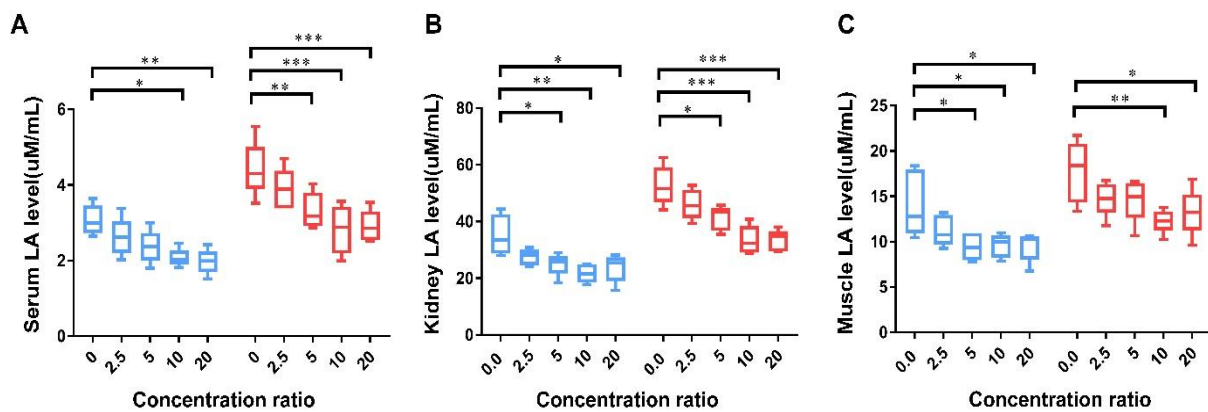 A
Serum LA level(uM/mL)
6
4
2
0
**
*
***
***
**
0 2.5 5 10 20 0 2.5 5 10 20
Concentration ratio
B
Kidney LA level(uM/mL)
80
60
40
20
0
*
**
*
***
***
*
0.0 2.5 5 10 20 0.0 2.5 5 10 20
Concentration ratio
C
Muscle LA level(uM/mL)
25
20
15
10
5
0
*
*
*
*
**
0.0 2.5 5 10 20 0.0 2.5 5 10 20
Concentration ratio